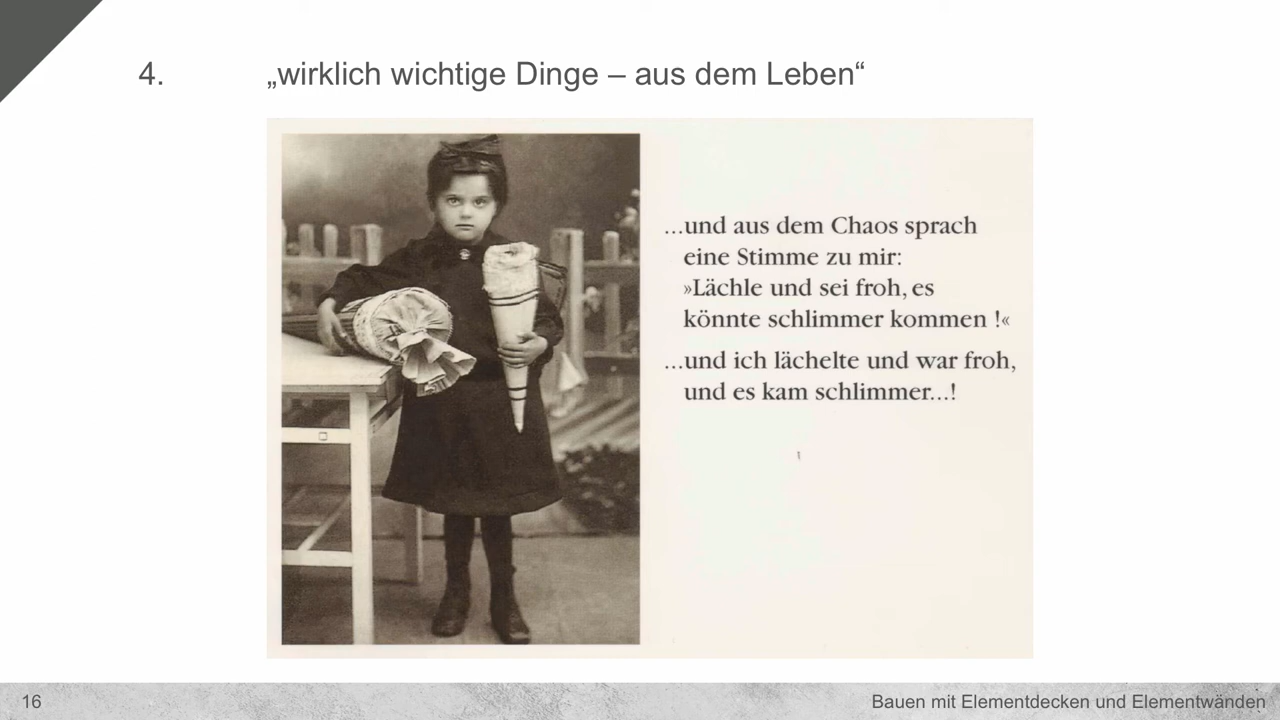 4. „wirklich wichtige Dinge – aus dem Leben“
...und aus dem Chaos sprach
eine Stimme zu mir:
»Lächle und sei froh, es
könnte schlimmer kommen !«
...und ich lächelte und war froh,
und es kam schlimmer...!
16 Bauen mit Elementdecken und Elementwänden